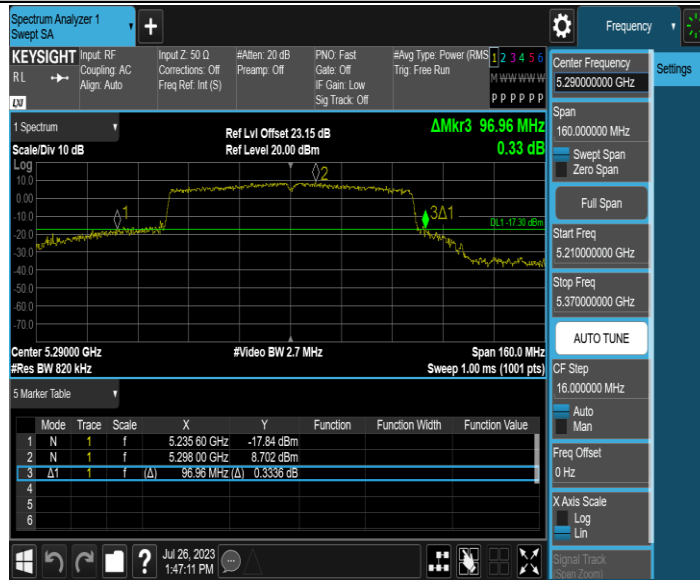 Spectrum Analyzer 1
Swept SA
Frequency
KEYSIGHT
RL
Input: RF
Coupling: AC
Align: Auto
Input Z: 50 Ω
Corrections: Off
Freq Ref: Int (S)
#Atten: 20 dB
Preamp: Off
PNO: Fast
Gate: Off
IF Gain: Low
Sig Track: Off
#Avg Type: Power (RMS
Trig: Free Run
1 2 3 4 5 6
M W W W W W
P P P P P P
LXI
Center Frequency
5.290000000 GHz
Settings
Span
160.000000 MHz
Swept Span
Zero Span
Full Span
Start Freq
5.210000000 GHz
Stop Freq
5.370000000 GHz
AUTO TUNE
CF Step
16.000000 MHz
Auto
Man
Freq Offset
0 Hz
X Axis Scale
Log
Lin
Signal Track
(Span Zoom)
1 Spectrum
Scale/Div 10 dB
Ref Lvl Offset 23.15 dB
Ref Level 20.00 dBm
ΔMkr3 96.96 MHz
0.33 dB
Log
10.0
0.00
-10.0
-20.0
-30.0
-40.0
-50.0
-60.0
-70.0
1
2
3Δ1
DL1 -17.30 dBm
Center 5.29000 GHz
#Res BW 820 kHz
#Video BW 2.7 MHz
Span 160.0 MHz
Sweep 1.00 ms (1001 pts)
5 Marker Table
Mode Trace Scale X Y Function Function Width Function Value
1 N 1 f 5.235 60 GHz -17.84 dBm
2 N 1 f 5.298 00 GHz 8.702 dBm
3 Δ1 1 f (Δ) 96.96 MHz (Δ) 0.3336 dB
4
5
6
?
Jul 26, 2023
1:47:11 PM